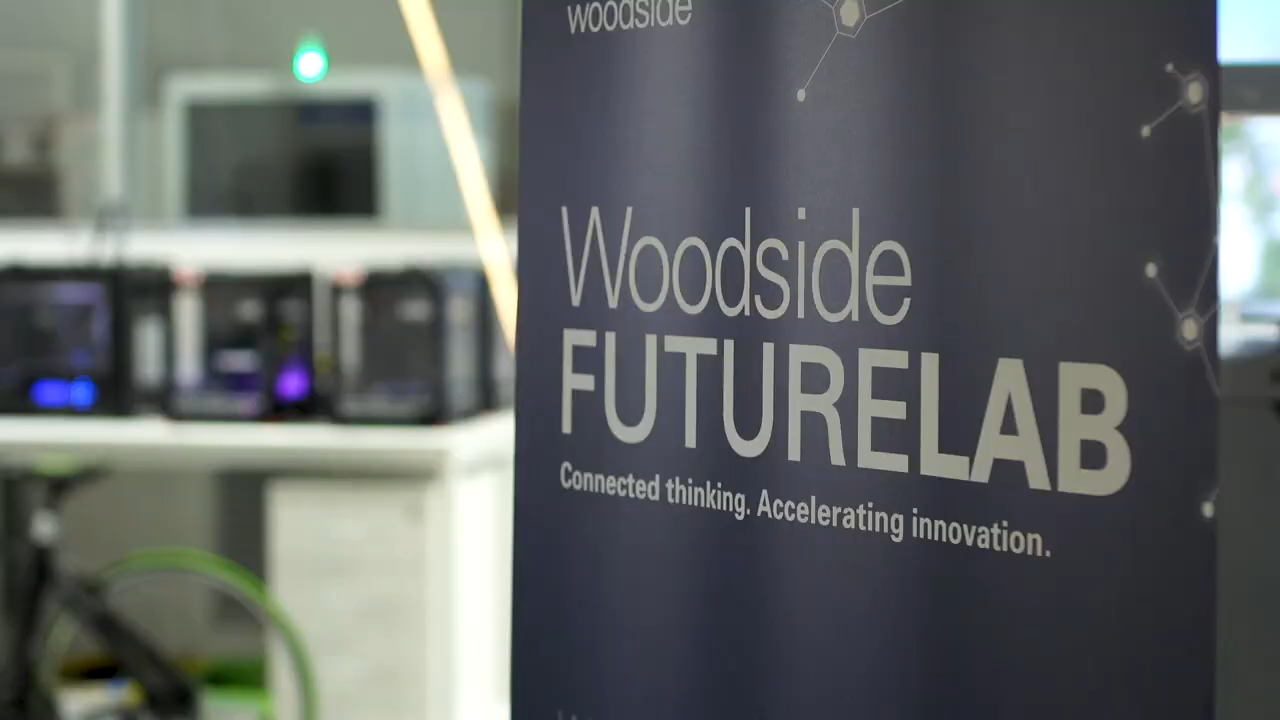 woodside
Woodside
FUTURELAB
Connected thinking. Accelerating innovation.